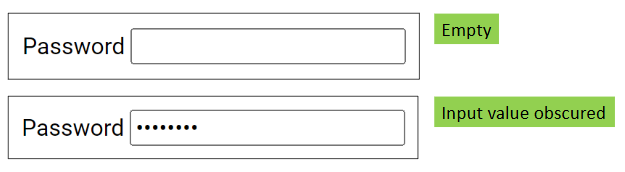 Password
Empty
Password ••••••••
Input value obscured